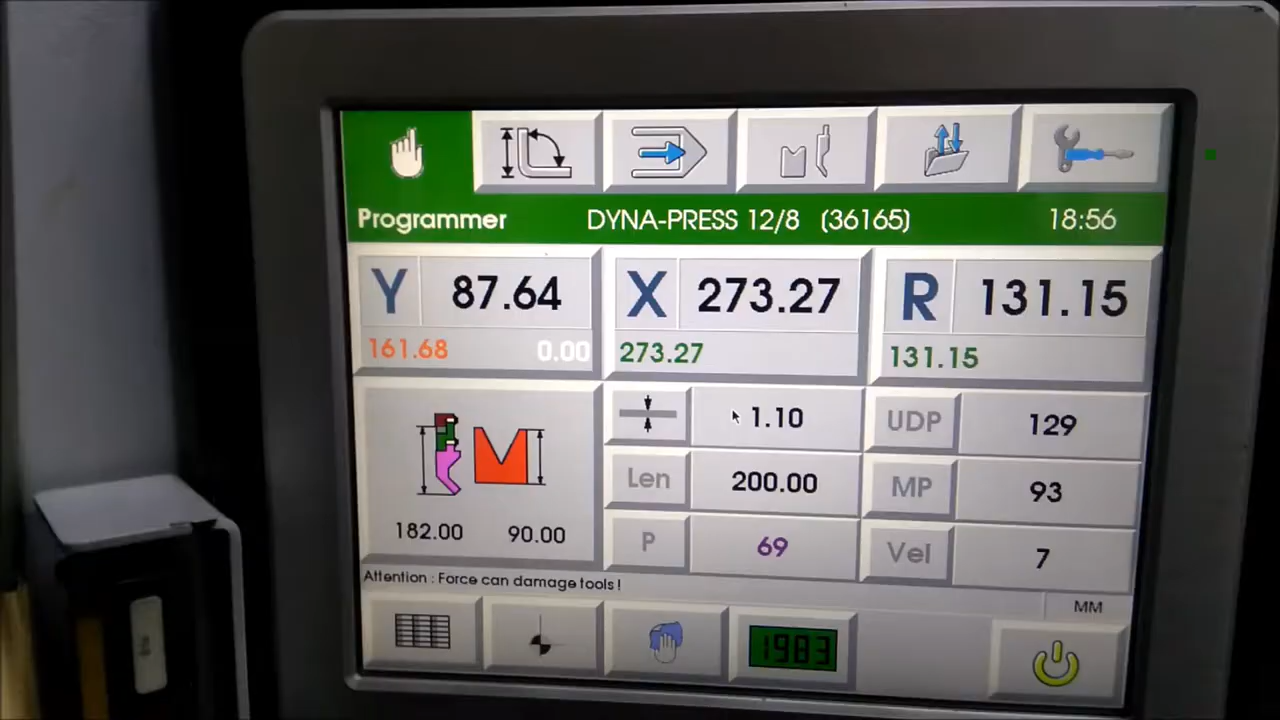 Programmer DYNA-PRESS 12/8 (36165) 18:56
Y 87.64 X 273.27 R 131.15
161.68 0.00 273.27 131.15
1.10 UDP 129
Len 200.00 MP 93
182.00 90.00 P 69 Vel 7
Attention : Force can damage tools !
MM
1983